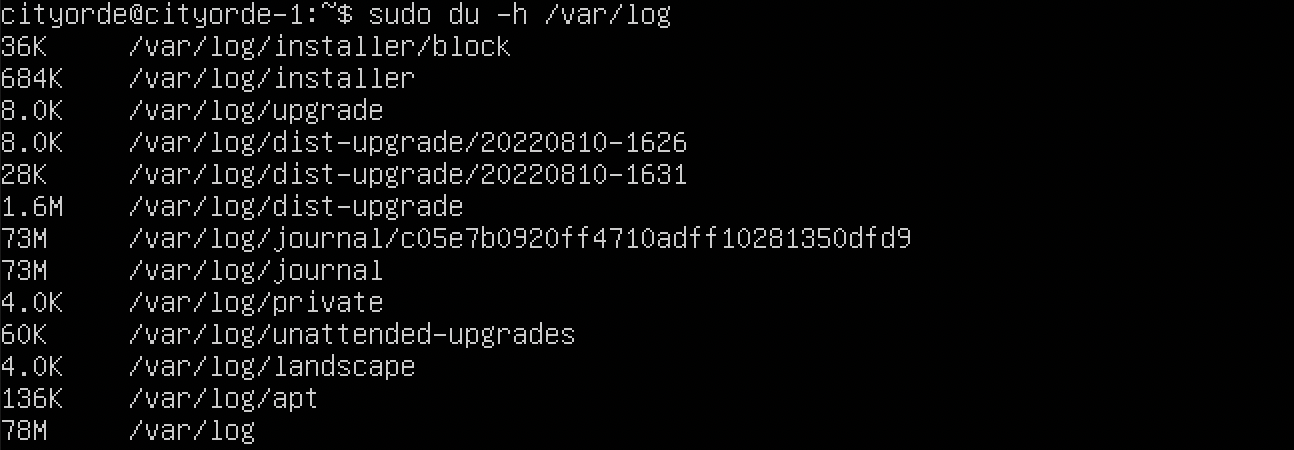 cityorde@cityorde-1:~$ sudo du -h /var/log
36K /var/log/installer/block
684K /var/log/installer
8.0K /var/log/upgrade
8.0K /var/log/dist-upgrade/20220810-1626
28K /var/log/dist-upgrade/20220810-1631
1.6M /var/log/dist-upgrade
73M /var/log/journal/c05e7b0920ff4710adff10281350dfd9
73M /var/log/journal
4.0K /var/log/private
60K /var/log/unattended-upgrades
4.0K /var/log/landscape
136K /var/log/apt
78M /var/log